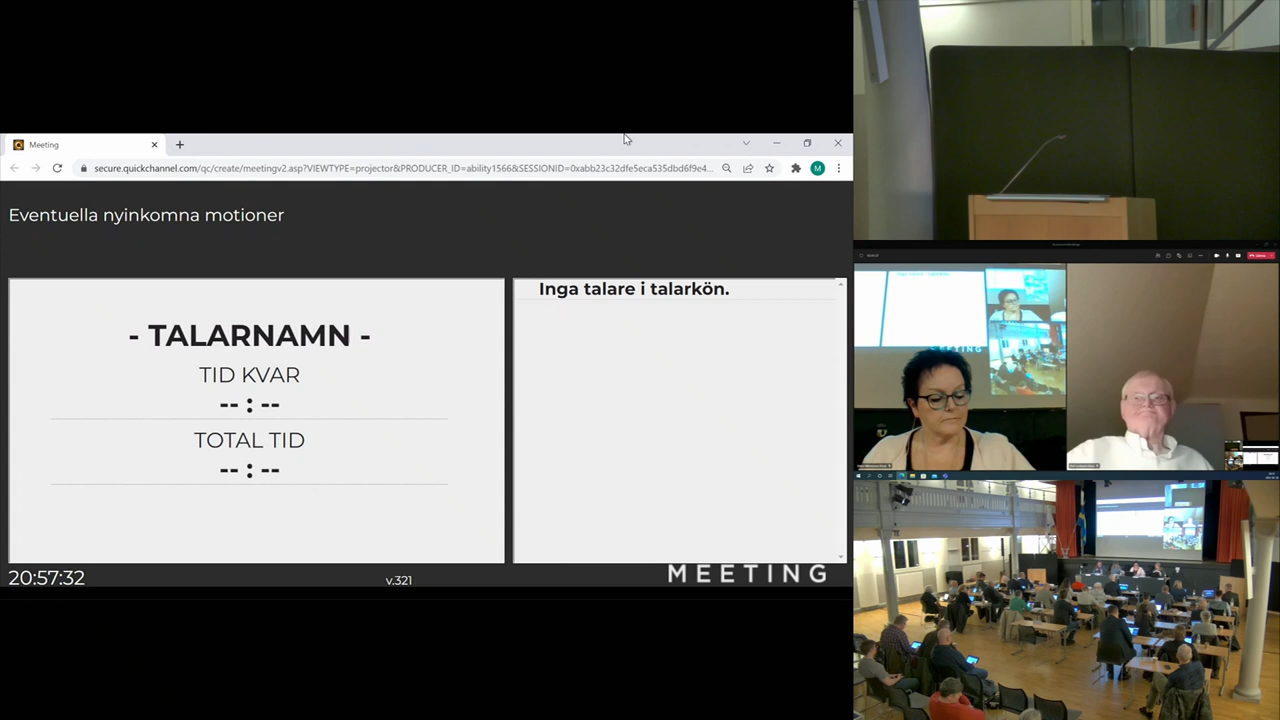 Meeting
secure.quickchannel.com/qc/create/meetingv2.asp?VIEWTYPE=projector&PRODUCER_ID=ability1566&SESSIONID=0xabb23c32dfe5eca535dbd6f9e4...
M
Eventuella nyinkomna motioner
- TALARNAMN -
TID KVAR
-- : --
TOTAL TID
-- : --
Inga talare i talarkön.
20:57:32
v.321
MEETING